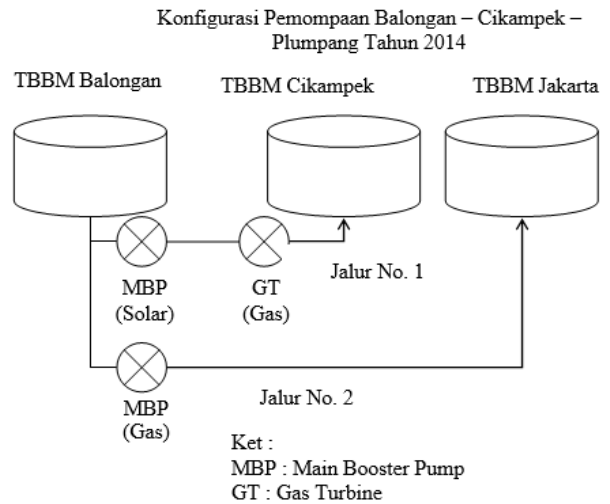 Konfigurasi Pemompaan Balongan – Cikampek –
Plumpang Tahun 2014
TBBM Balongan
TBBM Cikampek
TBBM Jakarta
MBP
(Solar)
GT
(Gas)
Jalur No. 1
MBP
(Gas)
Jalur No. 2
Ket :
MBP : Main Booster Pump
GT : Gas Turbine